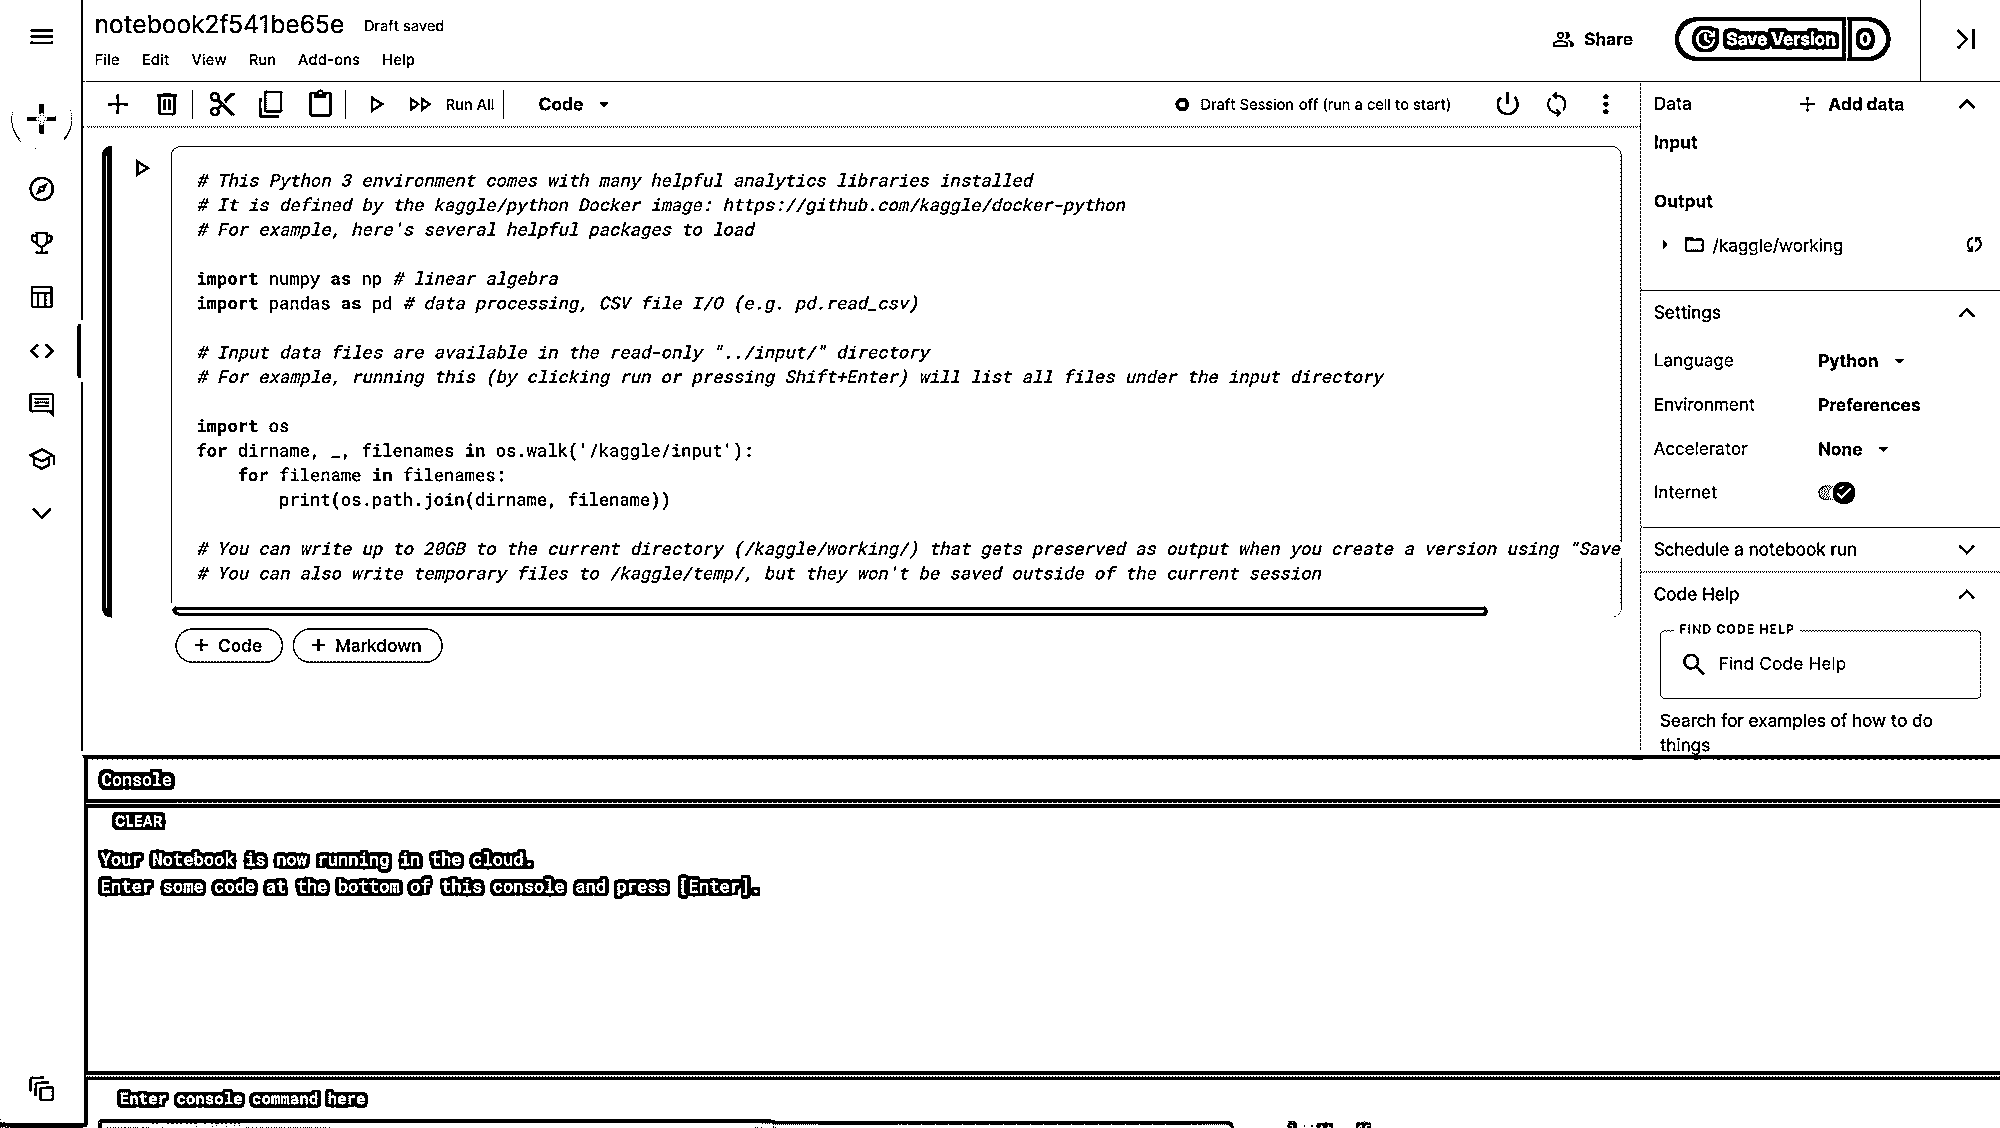 notebook2f541be65e Draft saved
File Edit View Run Add-ons Help
Share
Save Version 0
Run All Code
Draft Session off (run a cell to start)
# This Python 3 environment comes with many helpful analytics libraries installed
# It is defined by the kaggle/python Docker image: https://github.com/kaggle/docker-python
# For example, here's several helpful packages to load
import numpy as np # linear algebra
import pandas as pd # data processing, CSV file I/O (e.g. pd.read_csv)
# Input data files are available in the read-only "../input/" directory
# For example, running this (by clicking run or pressing Shift+Enter) will list all files under the input directory
import os
for dirname, _, filenames in os.walk('/kaggle/input'):
    for filename in filenames:
        print(os.path.join(dirname, filename))
# You can write up to 20GB to the current directory (/kaggle/working/) that gets preserved as output when you create a version using "Save
# You can also write temporary files to /kaggle/temp/, but they won't be saved outside of the current session
+ Code + Markdown
Data + Add data
Input
Output
/kaggle/working
Settings
Language Python
Environment Preferences
Accelerator None
Internet
Schedule a notebook run
Code Help
FIND CODE HELP
Find Code Help
Search for examples of how to do
things
Console
CLEAR
Your Notebook is now running in the cloud.
Enter some code at the bottom of this console and press [Enter].
Enter console command here